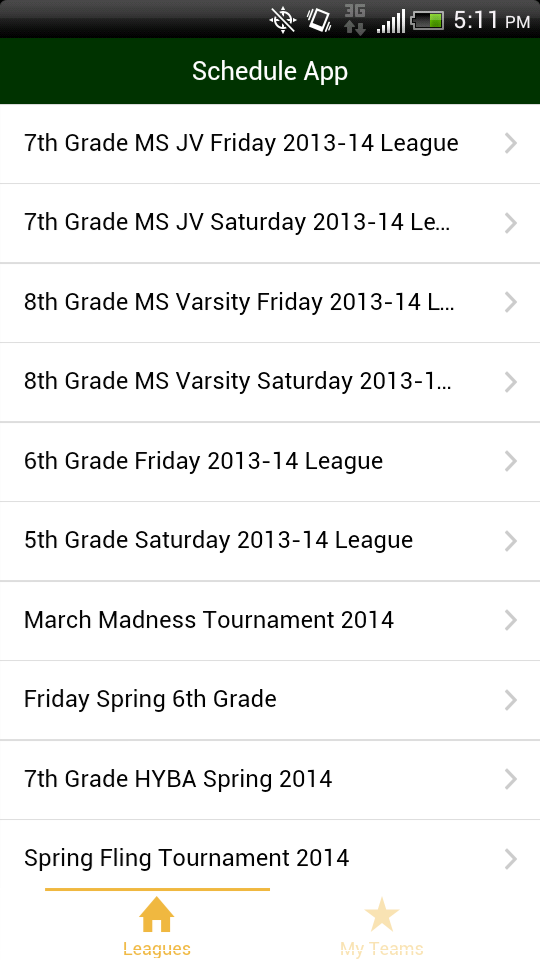 3G 5:11 PM
Schedule App
7th Grade MS JV Friday 2013-14 League
7th Grade MS JV Saturday 2013-14 Le...
8th Grade MS Varsity Friday 2013-14 L...
8th Grade MS Varsity Saturday 2013-1...
6th Grade Friday 2013-14 League
5th Grade Saturday 2013-14 League
March Madness Tournament 2014
Friday Spring 6th Grade
7th Grade HYBA Spring 2014
Spring Fling Tournament 2014
Leagues My Teams